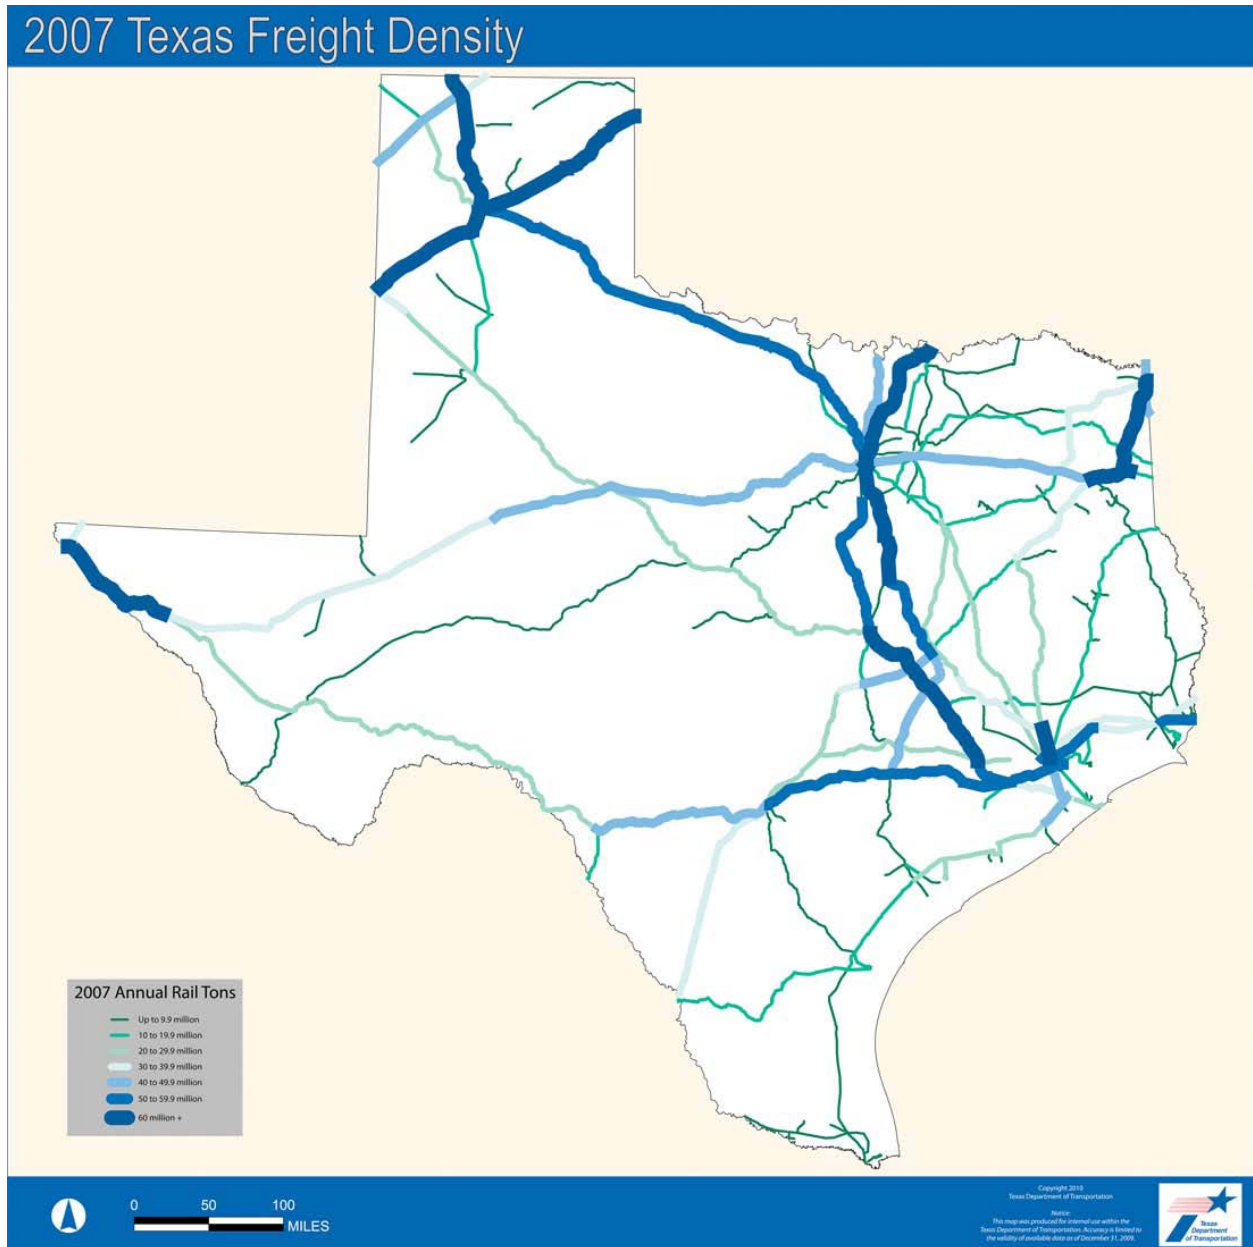 2007 Texas Freight Density
2007 Annual Rail Tons
Up to 9.9 million
10 to 19.9 million
20 to 29.9 million
30 to 39.9 million
40 to 49.9 million
50 to 59.9 million
60 million +
0 50 100
MILES
Copyright 2010
Texas Department of Transportation
Notice:
This map was produced for internal use within the
Texas Department of Transportation. Accuracy is limited to
the validity of available data as of December 31, 2009.
Texas
Department
of Transportation